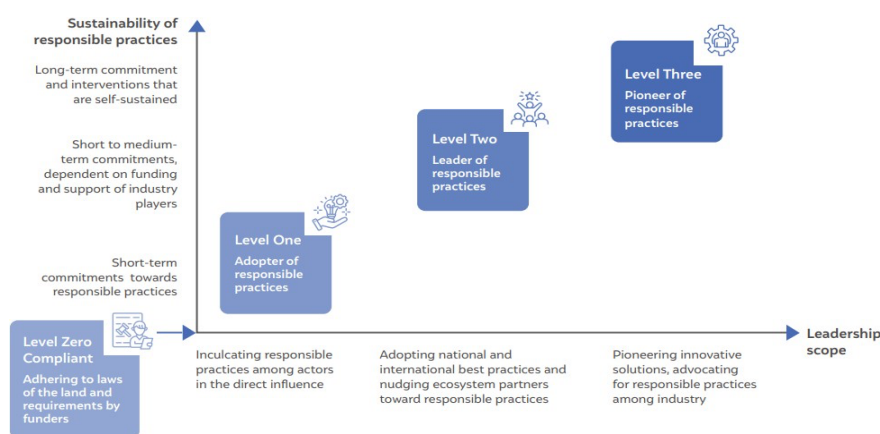 Sustainability of
responsible practices
Long-term commitment
and interventions that
are self-sustained
Short to medium-
term commitments,
dependent on funding
and support of industry
players
Short-term
commitments towards
responsible practices
Level Three
Pioneer of
responsible
practices
Level Two
Leader of
responsible
practices
Level One
Adopter of
responsible
practices
Level Zero
Compliant
Adhering to laws
of the land and
requirements by
funders
Inculcating responsible
practices among actors
in the direct influence
Adopting national and
international best practices and
nudging ecosystem partners
toward responsible practices
Pioneering innovative
solutions, advocating
for responsible practices
among industry
Leadership
scope